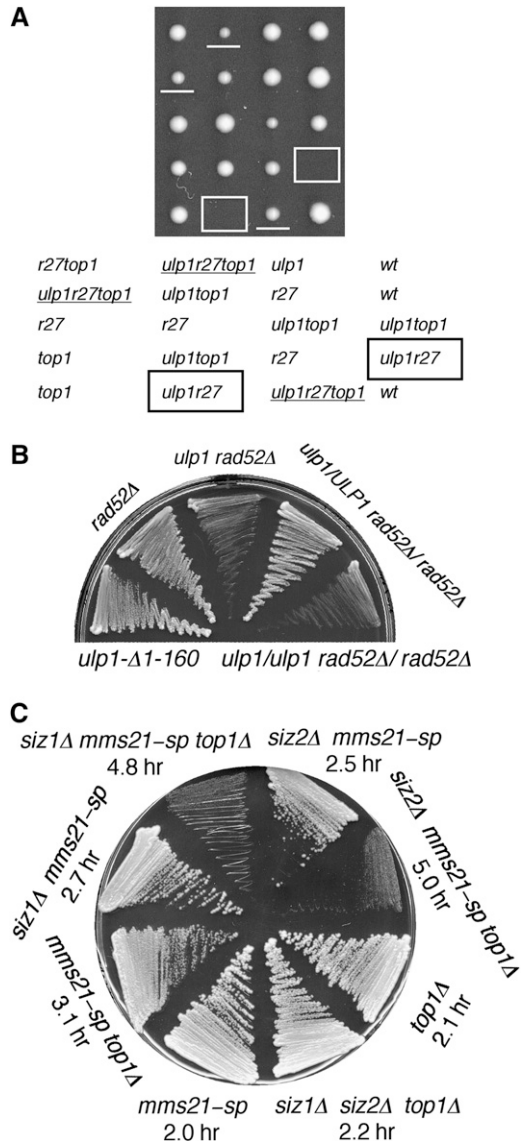 A
r27top1 ulp1r27top1 ulp1 wt
ulp1r27top1 ulp1top1 r27 wt
r27 r27 ulp1top1 ulp1top1
top1 ulp1top1 r27 ulp1r27
top1 ulp1r27 ulp1r27top1 wt
B
rad52Δ
ulp1 rad52Δ
ulp1/ULP1 rad52Δ/rad52Δ
ulp1-Δ1-160
ulp1/ulp1 rad52Δ/rad52Δ
C
siz1Δ mms21-sp top1Δ
4.8 hr
siz2Δ mms21-sp
2.5 hr
siz1Δ mms21-sp
2.7 hr
siz2Δ mms21-sp top1Δ
5.0 hr
mms21-sp top1Δ
3.1 hr
top1Δ
2.1 hr
mms21-sp
2.0 hr
siz1Δ siz2Δ top1Δ
2.2 hr